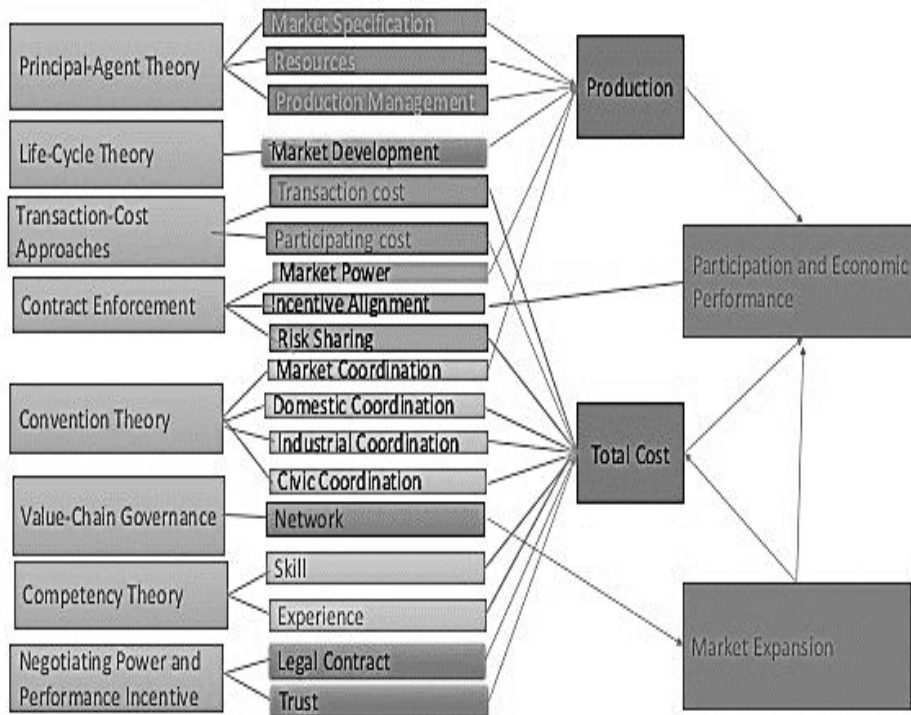 Principal-Agent Theory
Market Specification
Resources
Production Management
Production
Life-Cycle Theory
Market Development
Transaction-Cost
Approaches
Transaction cost
Participating cost
Participation and Economic
Performance
Contract Enforcement
Market Power
Incentive Alignment
Risk Sharing
Convention Theory
Market Coordination
Domestic Coordination
Industrial Coordination
Civic Coordination
Total Cost
Value-Chain Governance
Network
Competency Theory
Skill
Experience
Market Expansion
Negotiating Power and
Performance Incentive
Legal Contract
Trust